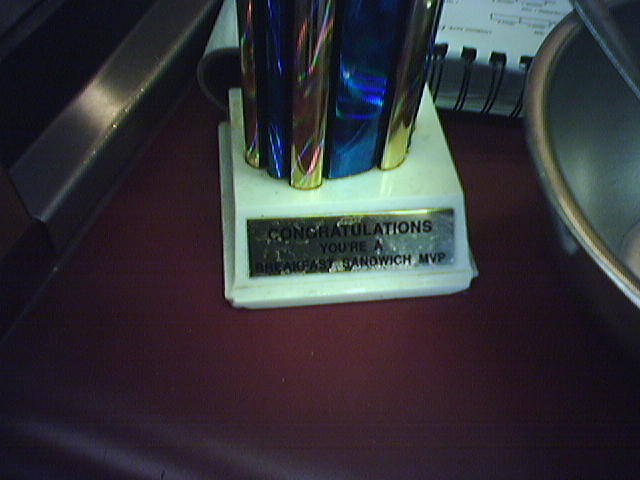 CONGRATULATIONS
YOU'RE A
BREAKFAST SANDWICH MVP